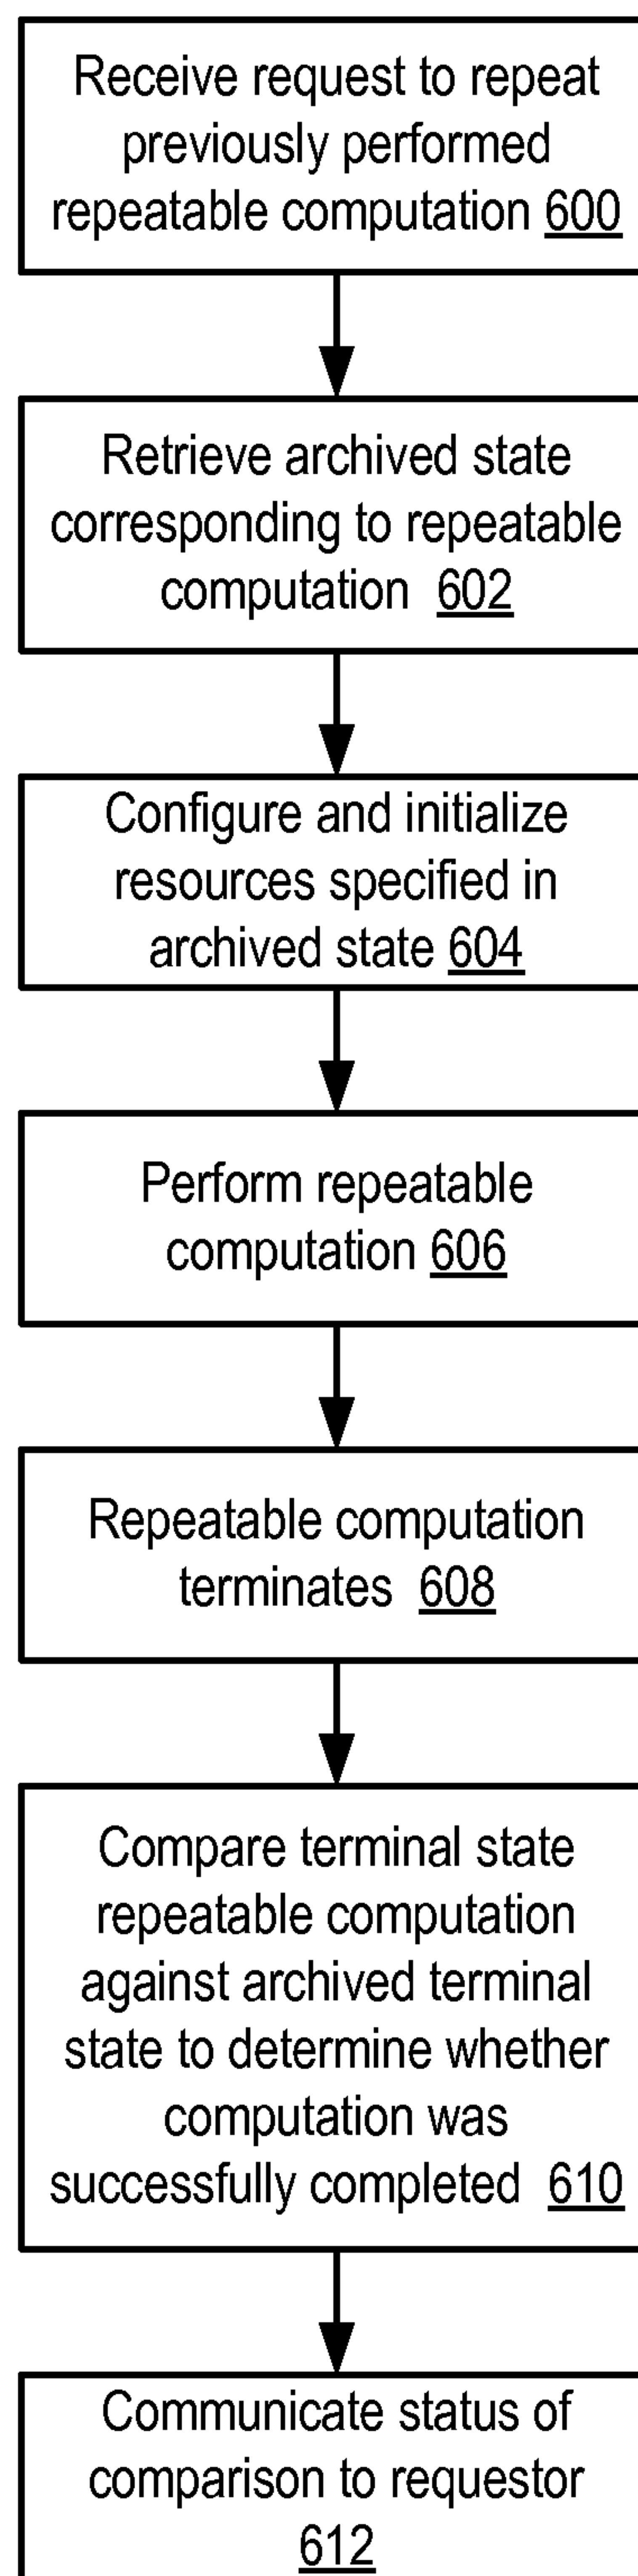 Receive request to repeat
previously performed
repeatable computation 600
Retrieve archived state
corresponding to repeatable
computation 602
Configure and initialize
resources specified in
archived state 604
Perform repeatable
computation 606
Repeatable computation
terminates 608
Compare terminal state
repeatable computation
against archived terminal
state to determine whether
computation was
successfully completed 610
Communicate status of
comparison to requestor
612